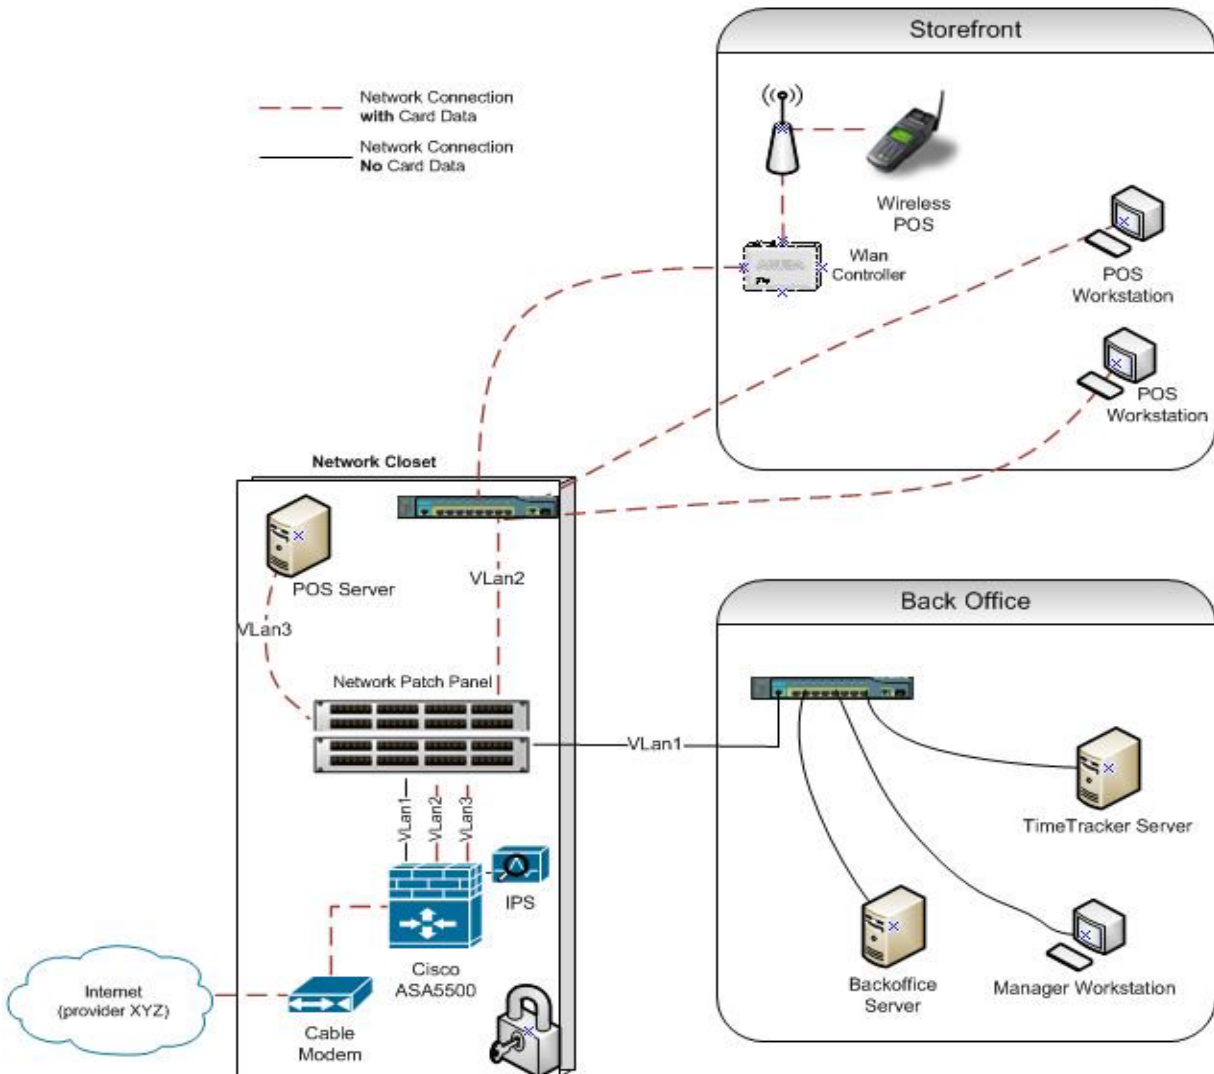 Storefront
Network Connection
with Card Data
Network Connection
No Card Data
Wireless
POS
Wlan
Controller
POS
Workstation
POS
Workstation
Network Closet
POS Server
VLan2
VLan3
Network Patch Panel
Back Office
VLan1
VLan1
VLan2
VLan3
TimeTracker Server
IPS
Cisco
ASA5500
Backoffice
Server
Manager Workstation
Internet
(provider XYZ)
Cable
Modem